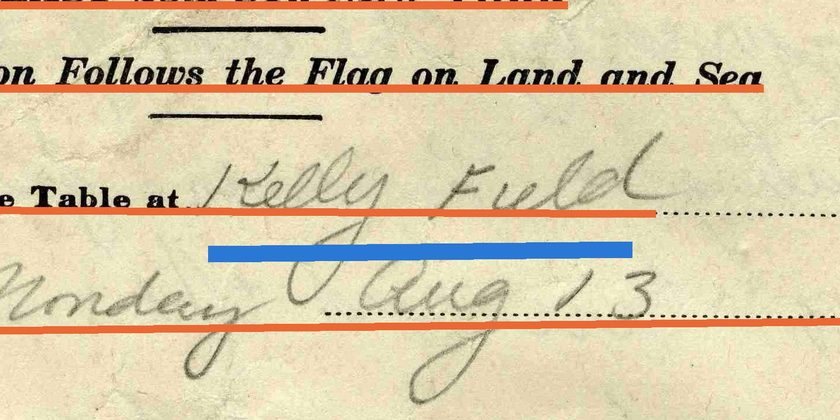 on Follows the Flag on Land and Sea
e Table at Kelly Field
Monday Aug 13